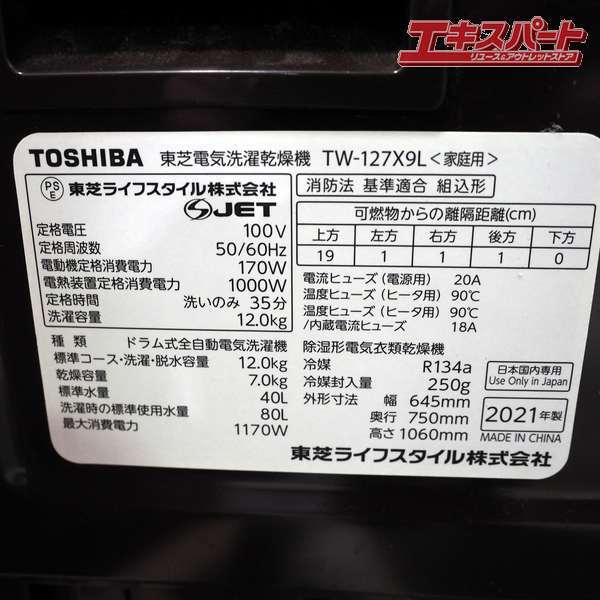 エキスパート
リユース&アウトレットストア
TOSHIBA 東芝電気洗濯乾燥機 TW-127X9L<家庭用>
PS
E
東芝ライフスタイル株式会社
JET
定格電圧 100V
定格周波数 50/60Hz
電動機定格消費電力 170W
電熱装置定格消費電力 1000W
定格時間 洗いのみ 35分
洗濯容量 12.0kg
種類 ドラム式全自動電気洗濯機
標準コース・洗濯・脱水容量 12.0kg
乾燥容量 7.0kg
標準水量 40L
洗濯時の標準使用水量 80L
最大消費電力 1170W
消防法 基準適合 組込形
可燃物からの離隔距離(cm)
上方 左方 右方 後方 下方
19 1 1 1 0
電流ヒューズ(電源用) 20A
温度ヒューズ(ヒータ用) 90℃
温度ヒューズ(ヒータ用) 90℃
/内蔵電流ヒューズ 18A
除湿形電気衣類乾燥機
冷媒 R134a
冷媒封入量 250g
外形寸法 幅 645mm
奥行 750mm
高さ 1060mm
日本国内専用
Use Only in Japan
2021年製
MADE IN CHINA
東芝ライフスタイル株式会社